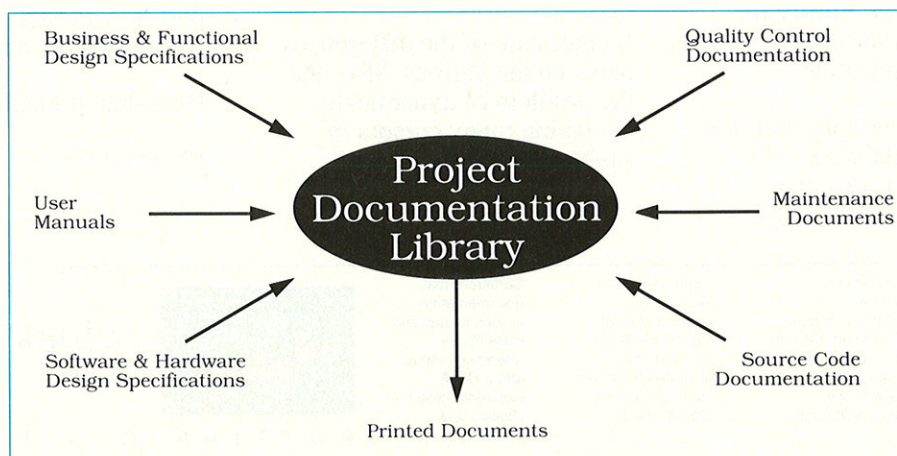 Business & Functional
Design Specifications
Quality Control
Documentation
User
Manuals
Project
Documentation
Library
Maintenance
Documents
Software & Hardware
Design Specifications
Source Code
Documentation
Printed Documents